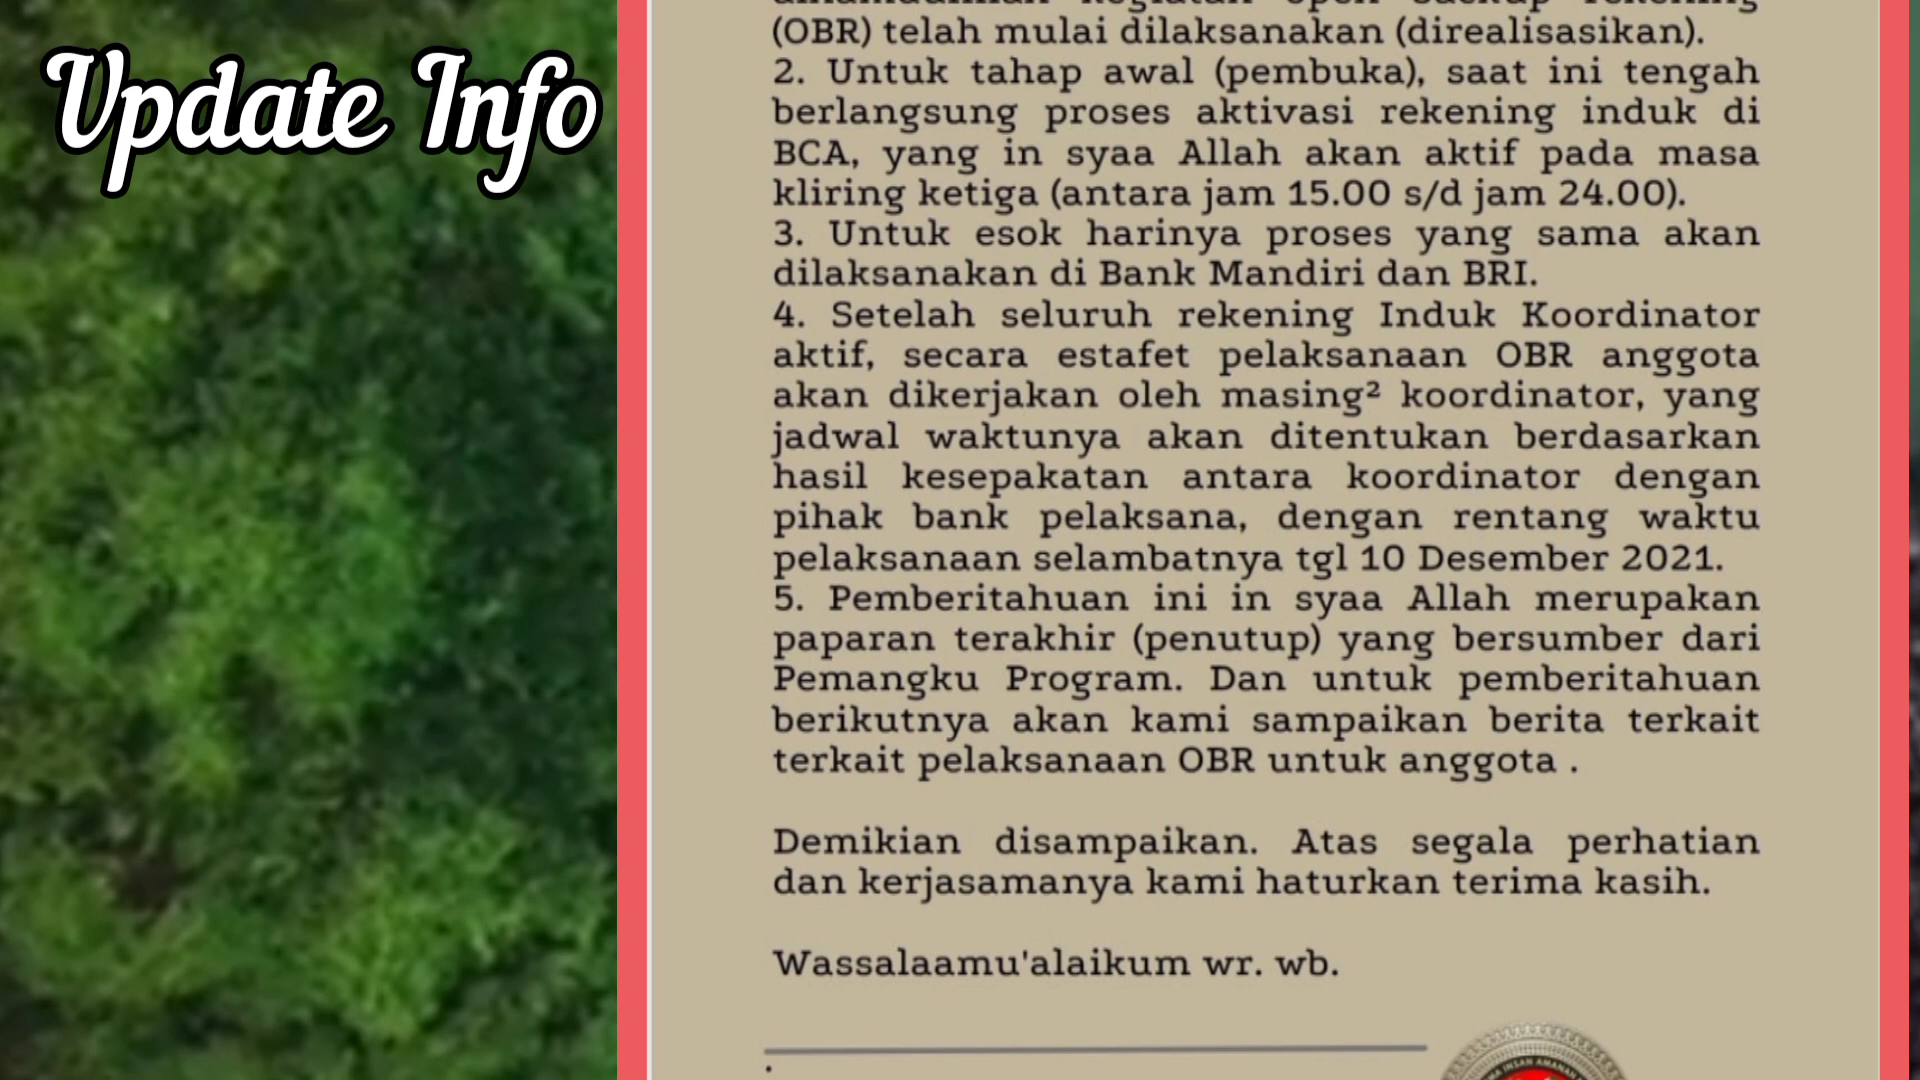 Update Info
(OBR) telah mulai dilaksanakan (direalisasikan).
2. Untuk tahap awal (pembuka), saat ini tengah
berlangsung proses aktivasi rekening induk di
BCA, yang in syaa Allah akan aktif pada masa
kliring ketiga (antara jam 15.00 s/d jam 24.00).
3. Untuk esok harinya proses yang sama akan
dilaksanakan di Bank Mandiri dan BRI.
4. Setelah seluruh rekening Induk Koordinator
aktif, secara estafet pelaksanaan OBR anggota
akan dikerjakan oleh masing² koordinator, yang
jadwal waktunya akan ditentukan berdasarkan
hasil kesepakatan antara koordinator dengan
pihak bank pelaksana, dengan rentang waktu
pelaksanaan selambatnya tgl 10 Desember 2021.
5. Pemberitahuan ini in syaa Allah merupakan
paparan terakhir (penutup) yang bersumber dari
Pemangku Program. Dan untuk pemberitahuan
berikutnya akan kami sampaikan berita terkait
terkait pelaksanaan OBR untuk anggota .
Demikian disampaikan. Atas segala perhatian
dan kerjasamanya kami haturkan terima kasih.
Wassalaamu'alaikum wr. wb.
INSAN AMANAH